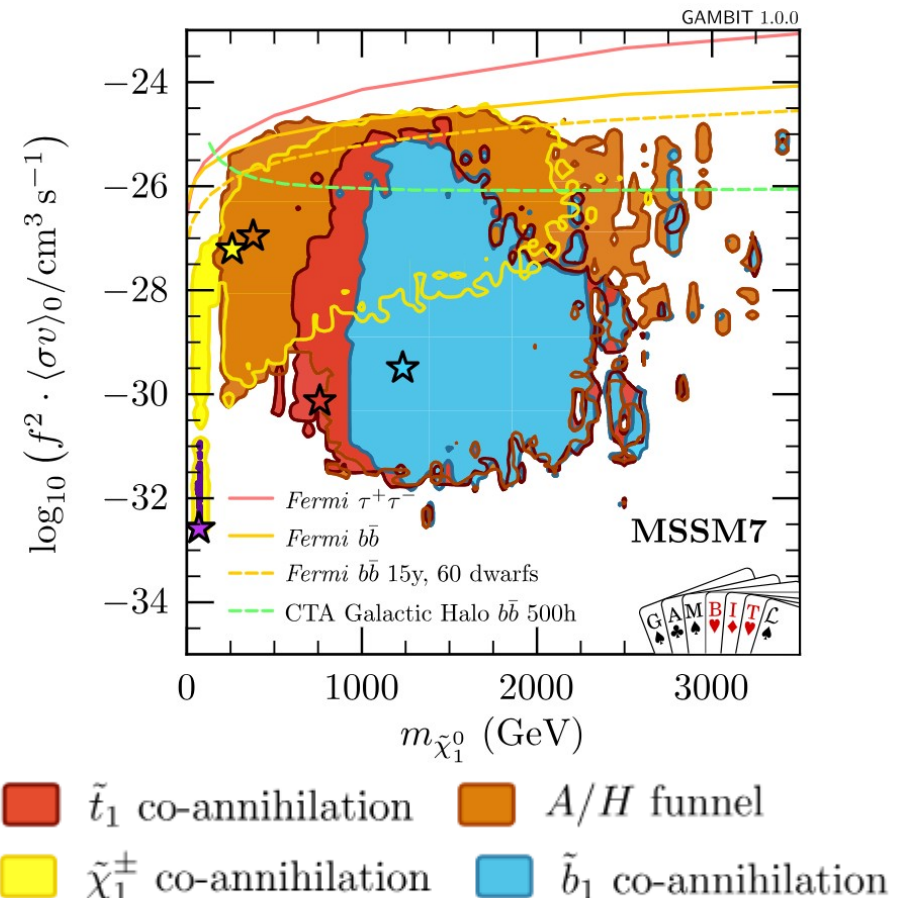 GAMBIT 1.0.0
log₁₀ (f² · ⟨σv⟩₀/cm³ s⁻¹)
−24
−26
−28
−30
−32
−34
Fermi τ⁺τ⁻
Fermi bb̄
Fermi bb̄ 15y, 60 dwarfs
CTA Galactic Halo bb̄ 500h
MSSM7
G A M B I T ℒ
0 1000 2000 3000
m_χ̃₁⁰ (GeV)
t̃₁ co-annihilation A/H funnel
χ̃₁± co-annihilation b̃₁ co-annihilation